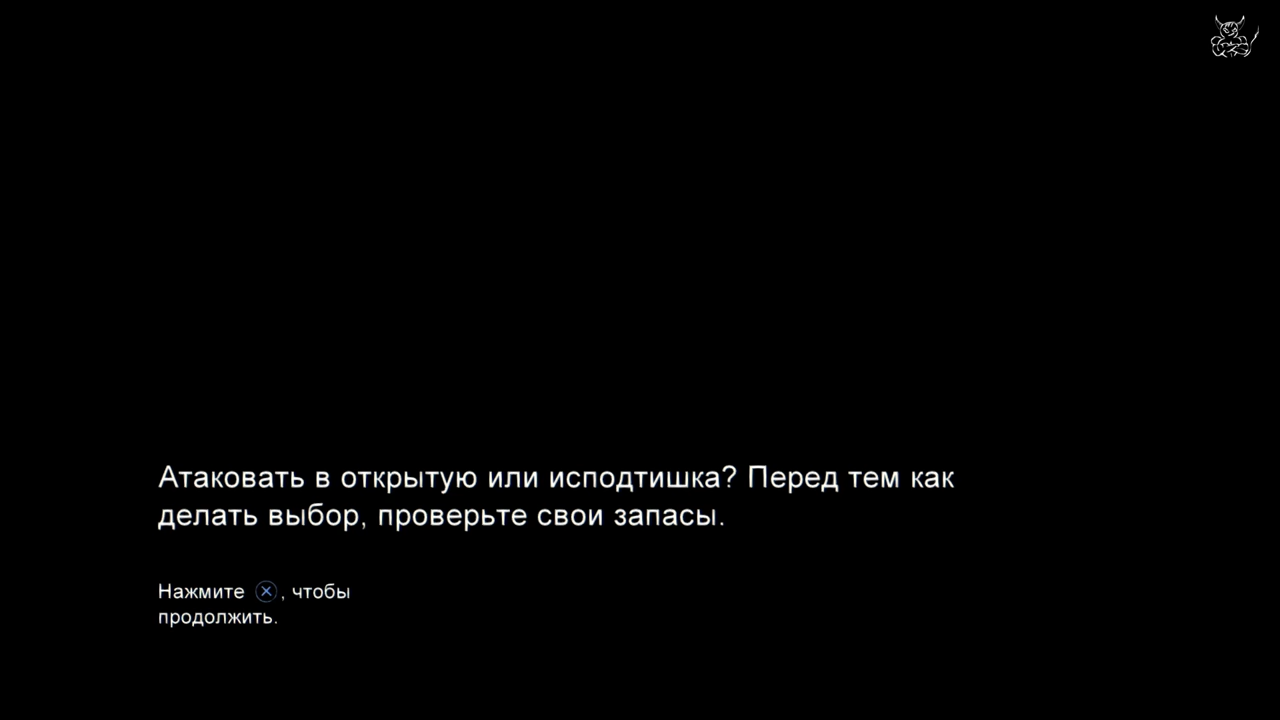 Атаковать в открытую или исподтишка? Перед тем как
делать выбор, проверьте свои запасы.
Нажмите ⓧ, чтобы
продолжить.